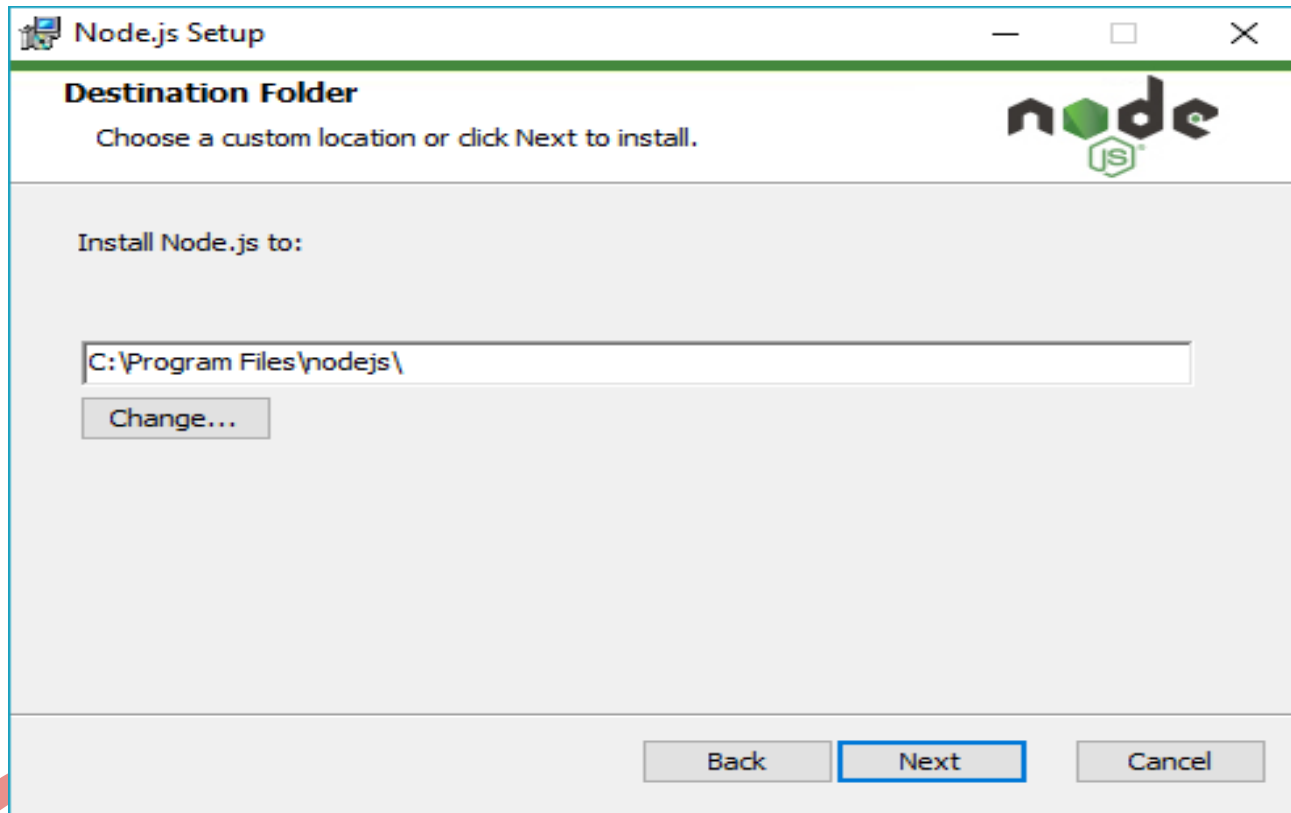 Node.js Setup
Destination Folder
Choose a custom location or click Next to install.
node
JS
Install Node.js to:
C:\Program Files\nodejs\
Change...
Back Next Cancel